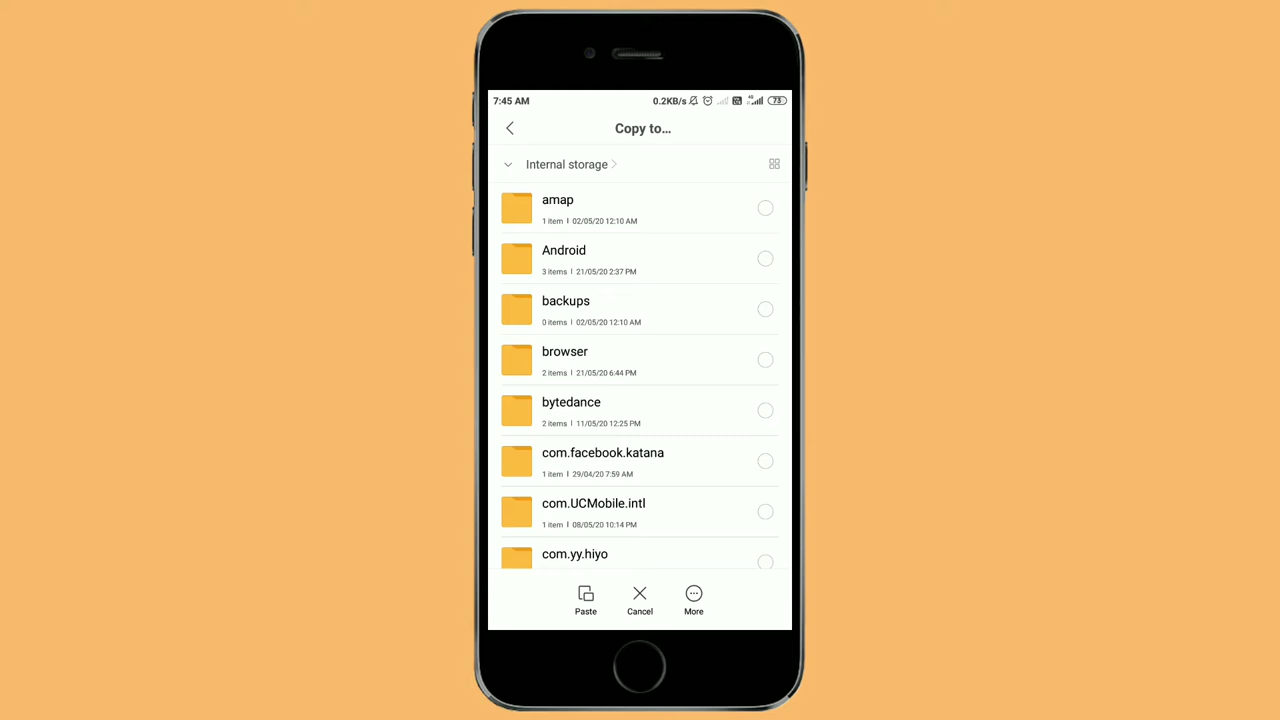 7:45 AM 0.2KB/s 4G 73
Copy to...
Internal storage
amap
1 item | 02/05/20 12:10 AM
Android
3 items | 21/05/20 2:37 PM
backups
0 items | 02/05/20 12:10 AM
browser
2 items | 21/05/20 6:44 PM
bytedance
2 items | 11/05/20 12:25 PM
com.facebook.katana
1 item | 29/04/20 7:59 AM
com.UCMobile.intl
1 item | 08/05/20 10:14 PM
com.yy.hiyo
Paste Cancel More